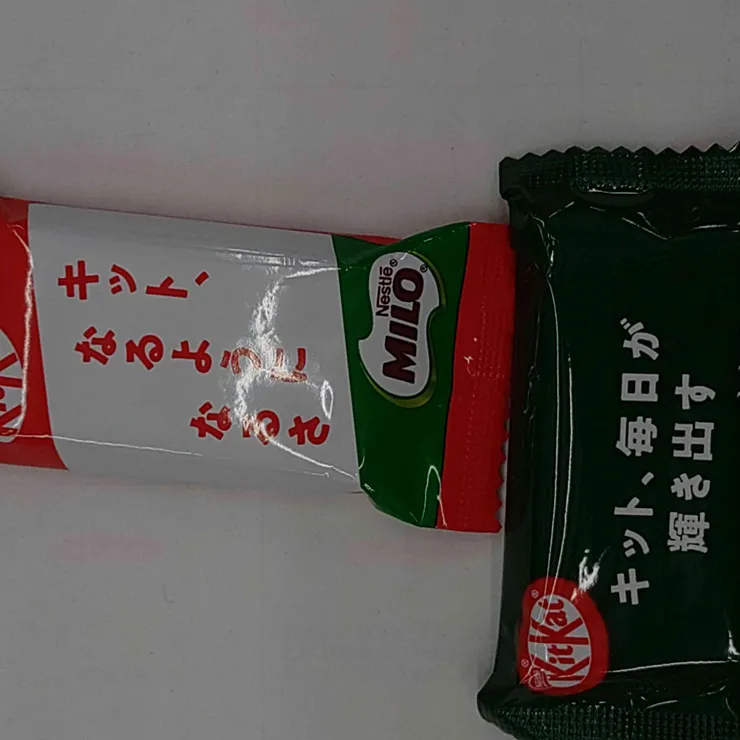 キット、
なるように
なるさ
Nestlé®
MILO®
キット、毎日が
輝き出す
KitKat®